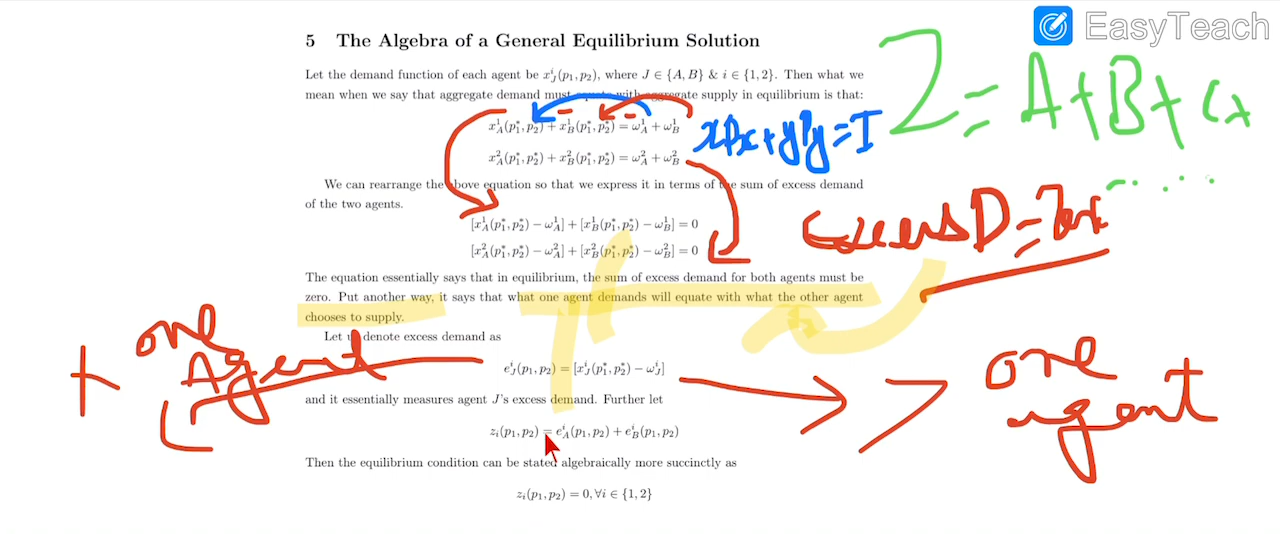 EasyTeach
5 The Algebra of a General Equilibrium Solution
Z = A + B + C +
Let the demand function of each agent be x^i_J(p_1, p_2), where J ∈ {A, B} & i ∈ {1, 2}. Then what we
mean when we say that aggregate demand must equate with aggregate supply in equilibrium is that:
x^1_A(p^*_1, p^*_2) + x^1_B(p^*_1, p^*_2) = ω^1_A + ω^1_B
xPx + yPy = I
x^2_A(p^*_1, p^*_2) + x^2_B(p^*_1, p^*_2) = ω^2_A + ω^2_B
We can rearrange the above equation so that we express it in terms of the sum of excess demand
of the two agents.
excess D =
[x^1_A(p^*_1, p^*_2) − ω^1_A] + [x^1_B(p^*_1, p^*_2) − ω^1_B] = 0
[x^2_A(p^*_1, p^*_2) − ω^2_A] + [x^2_B(p^*_1, p^*_2) − ω^2_B] = 0
The equation essentially says that in equilibrium, the sum of excess demand for both agents must be
zero. Put another way, it says that what one agent demands will equate with what the other agent
chooses to supply.
Let us denote excess demand as
+ one
Agent
e^i_J(p_1, p_2) = [x^i_J(p^*_1, p^*_2) − ω^i_J]
> one
agent
and it essentially measures agent J's excess demand. Further let
z_i(p_1, p_2) = e^i_A(p_1, p_2) + e^i_B(p_1, p_2)
Then the equilibrium condition can be stated algebraically more succinctly as
z_i(p_1, p_2) = 0, ∀i ∈ {1, 2}